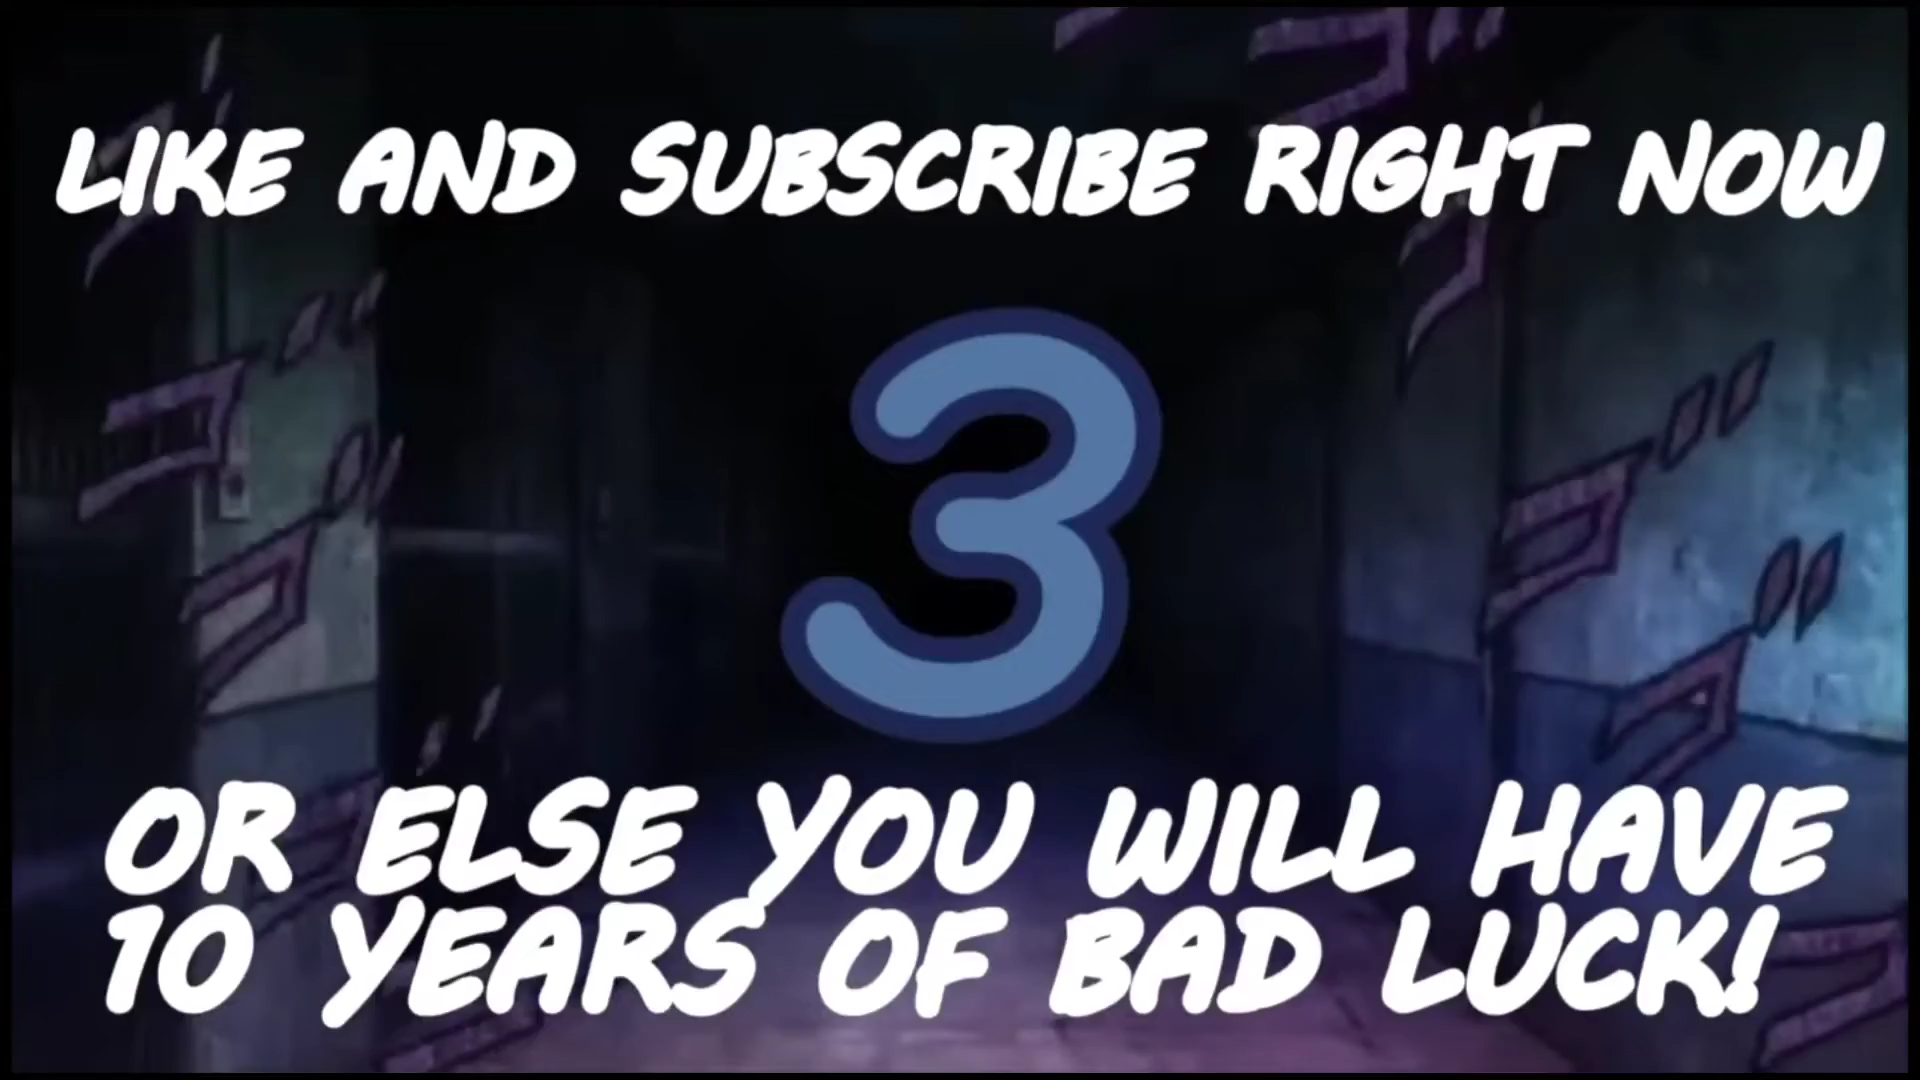 LIKE AND SUBSCRIBE RIGHT NOW
3
OR ELSE YOU WILL HAVE
10 YEARS OF BAD LUCK!